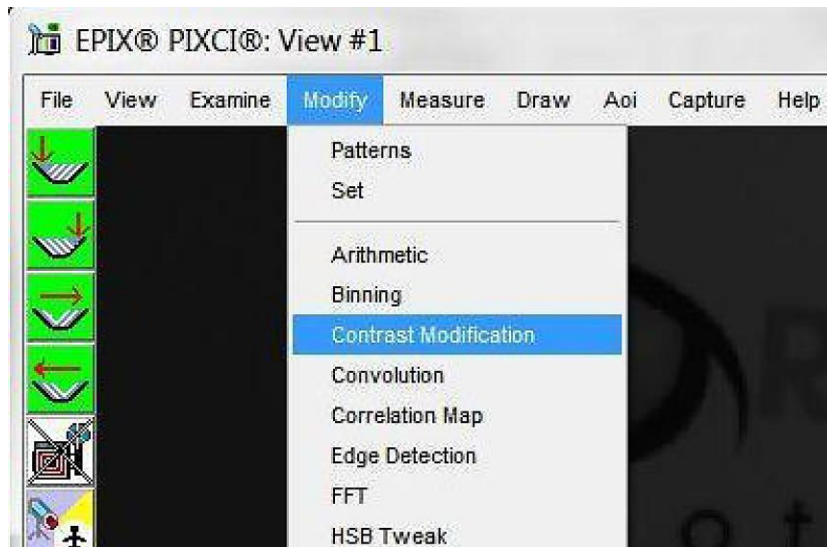 EPIX® PIXCI®: View #1
File View Examine Modify Measure Draw Aoi Capture Help
Patterns
Set
Arithmetic
Binning
Contrast Modification
Convolution
Correlation Map
Edge Detection
FFT
HSB Tweak
R
o t